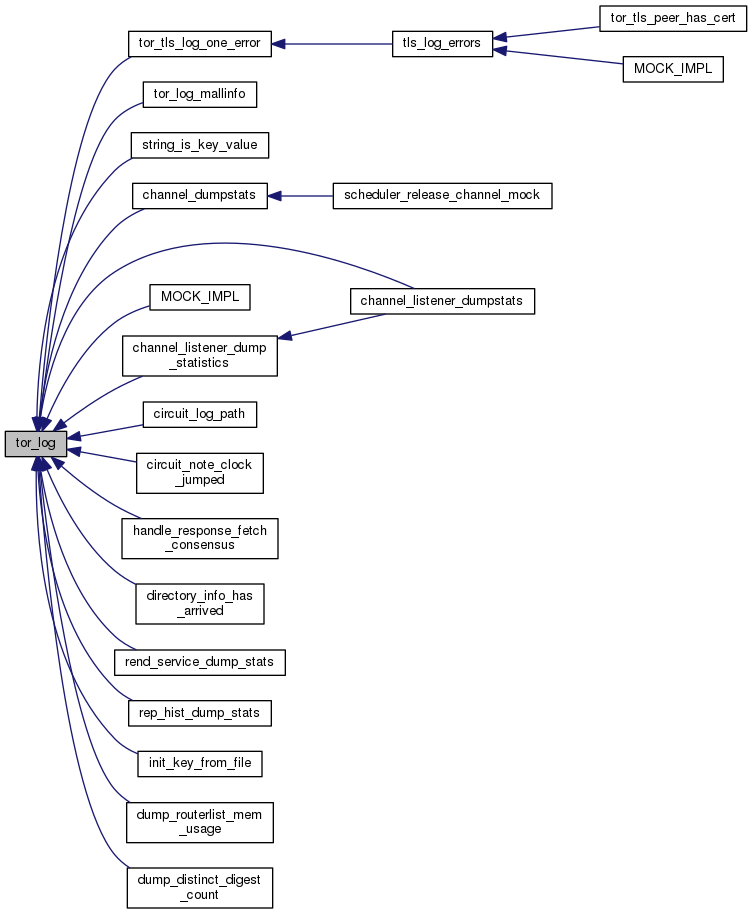 tor_tls_peer_has_cert
tor_tls_log_one_error
tls_log_errors
MOCK_IMPL
tor_log_mallinfo
string_is_key_value
channel_dumpstats
scheduler_release_channel_mock
MOCK_IMPL
channel_listener_dumpstats
channel_listener_dump
_statistics
circuit_log_path
tor_log
circuit_note_clock
_jumped
handle_response_fetch
_consensus
directory_info_has
_arrived
rend_service_dump_stats
rep_hist_dump_stats
init_key_from_file
dump_routerlist_mem
_usage
dump_distinct_digest
_count